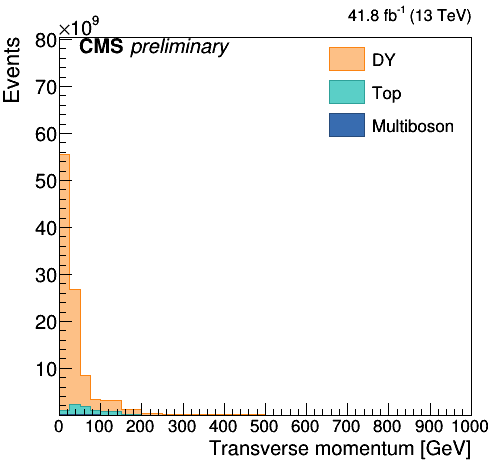 41.8 fb⁻¹ (13 TeV)
×10⁹
CMS preliminary
Events
80
70
60
50
40
30
20
10
DY
Top
Multiboson
0 100 200 300 400 500 600 700 800 900 1000
Transverse momentum [GeV]